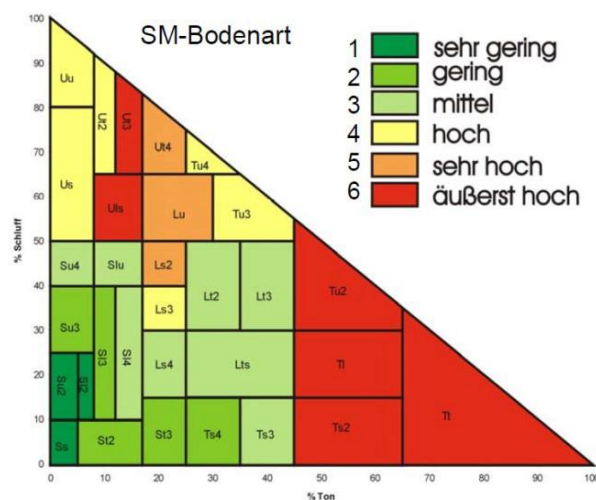 SM-Bodenart
1 sehr gering
2 gering
3 mittel
4 hoch
5 sehr hoch
6 äußerst hoch
% Schluff
100
90
80
70
60
50
40
30
20
10
0
Uu
Ut2
Ut3
Us
Ut4
Tu4
Uls
Lu
Tu3
Su4
Slu
Ls2
Lt2
Lt3
Tu2
Su3
Sl3
Sl4
Ls3
Su2
Sl2
Ls4
Lts
Tl
Tt
Ss
St2
St3
Ts4
Ts3
Ts2
0 10 20 30 40 50 60 70 80 90 100
% Ton